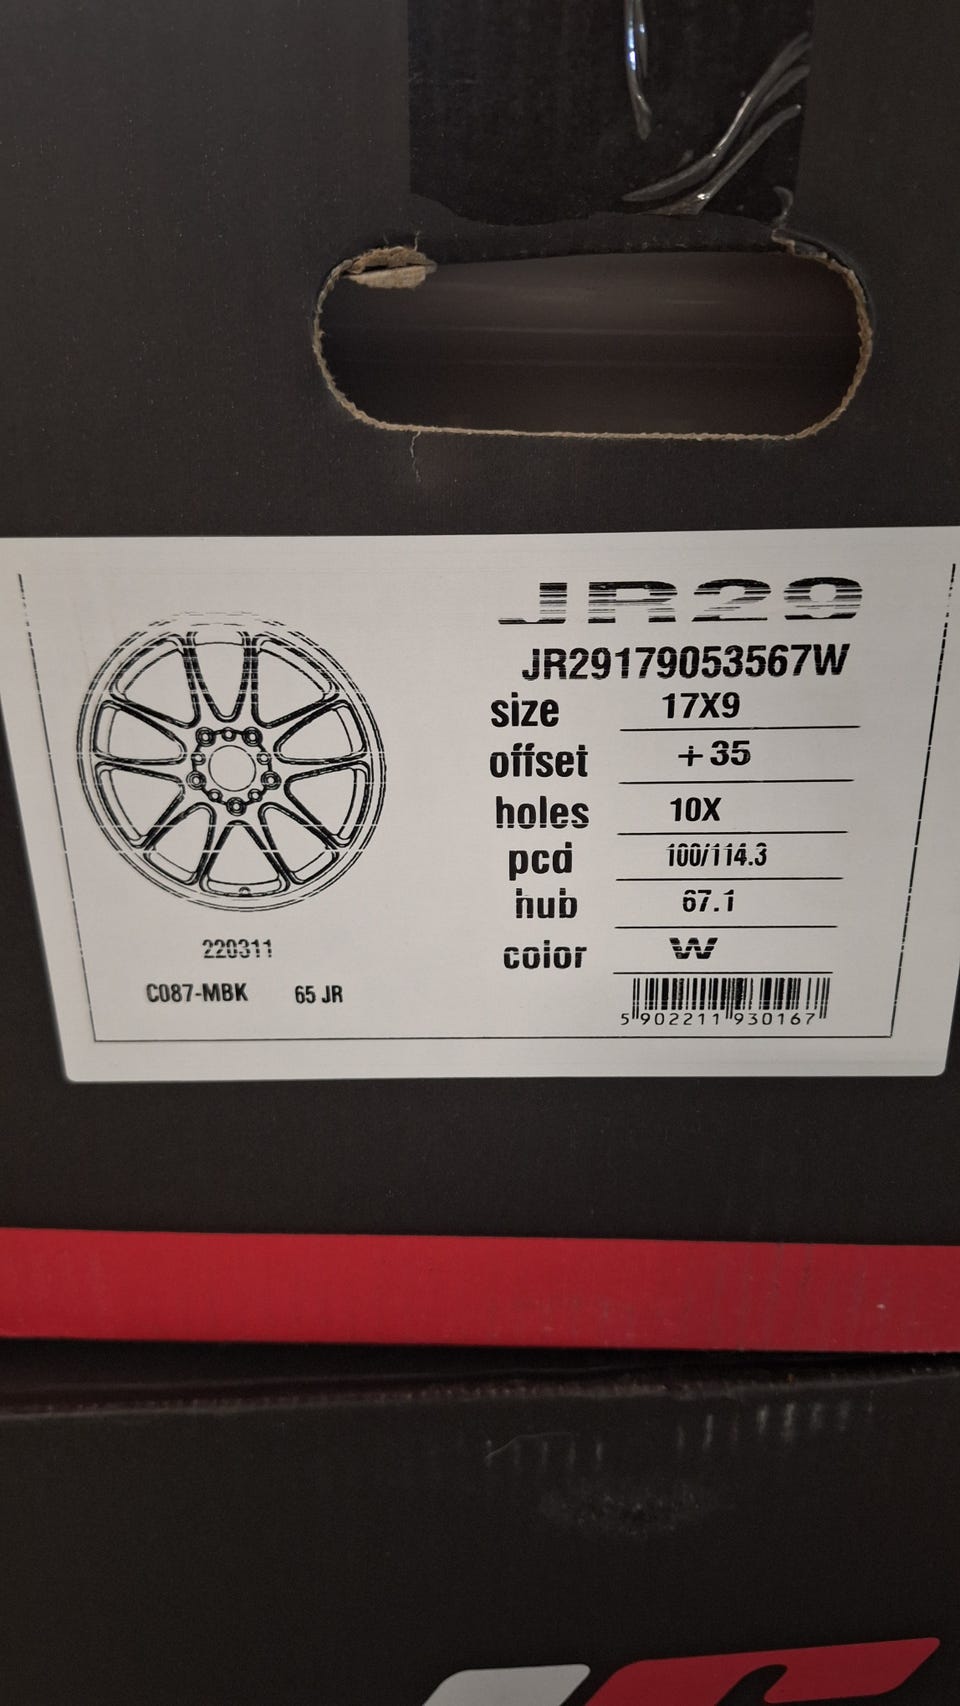 JR29
JR29179053567W
size 17X9
offset +35
holes 10X
pcd 100/114.3
hub 67.1
color W
220311
C087-MBK 65 JR
5 902211 930167